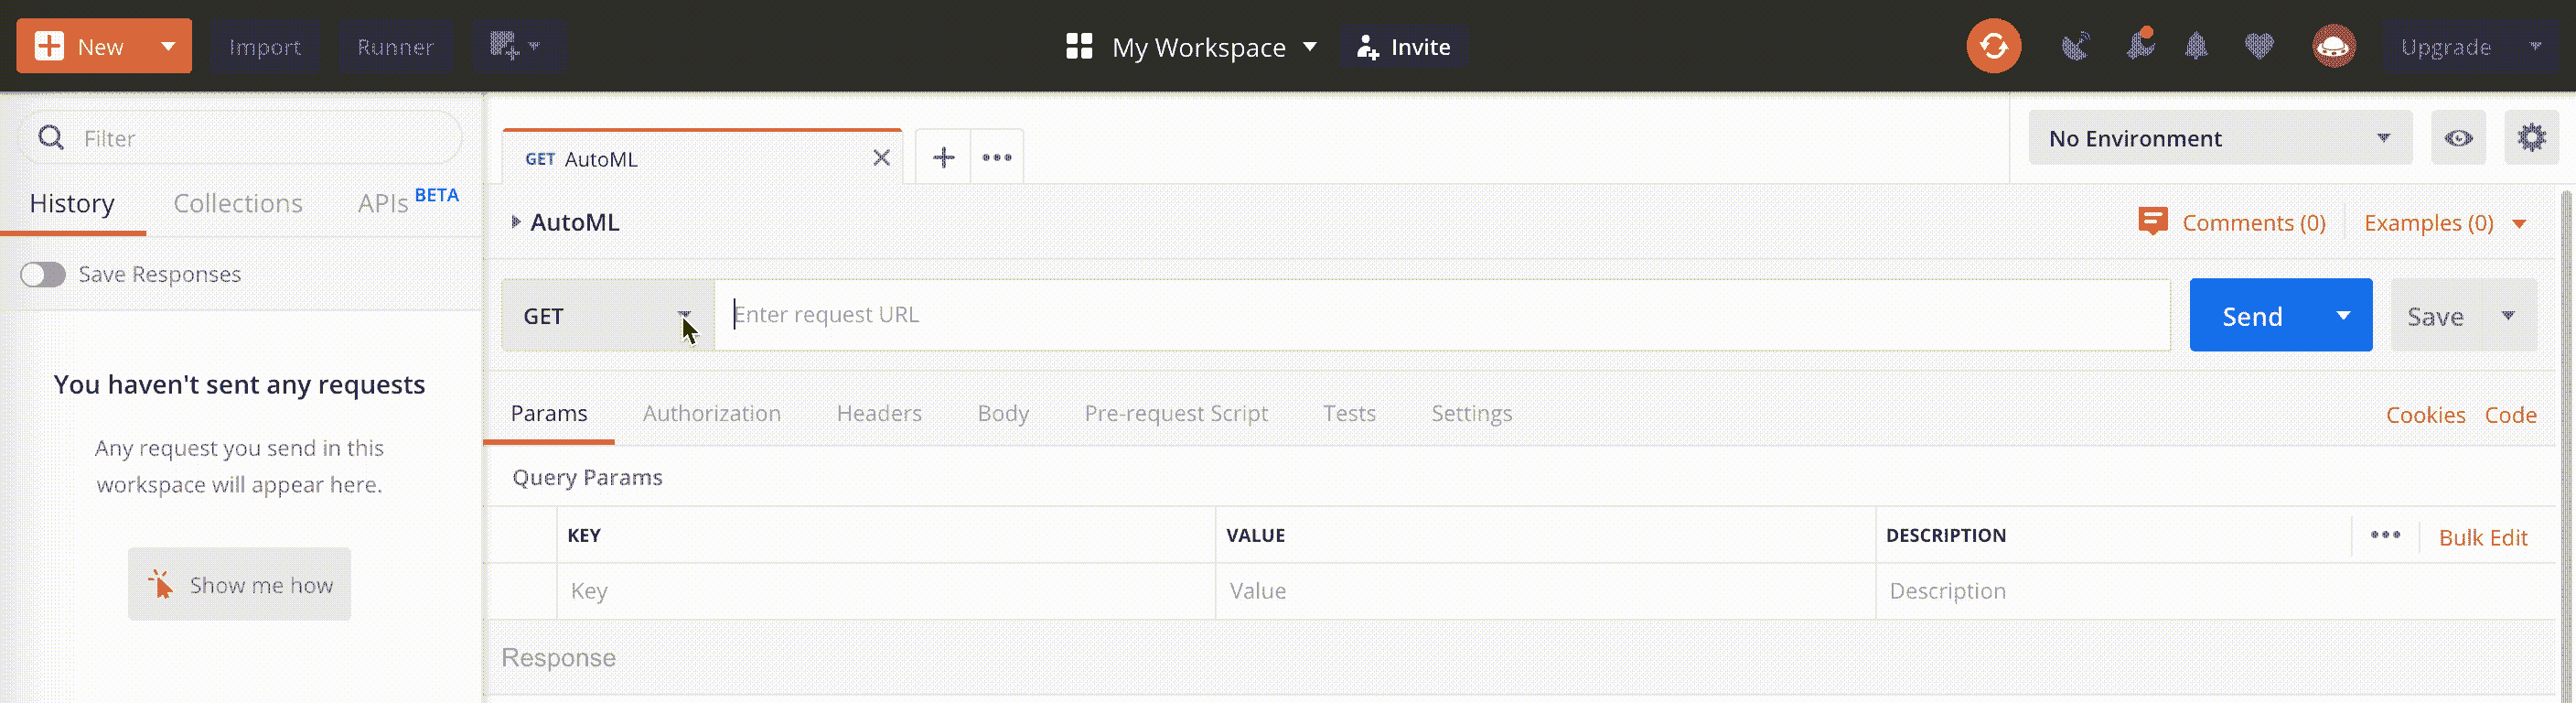 New
Import
Runner
My Workspace
Invite
Upgrade
Filter
GET AutoML
No Environment
History
Collections
APIs BETA
AutoML
Comments (0)
Examples (0)
Save Responses
GET
Enter request URL
Send
Save
You haven't sent any requests
Any request you send in this
workspace will appear here.
Show me how
Params
Authorization
Headers
Body
Pre-request Script
Tests
Settings
Cookies
Code
Query Params
KEY
VALUE
DESCRIPTION
Bulk Edit
Key
Value
Description
Response